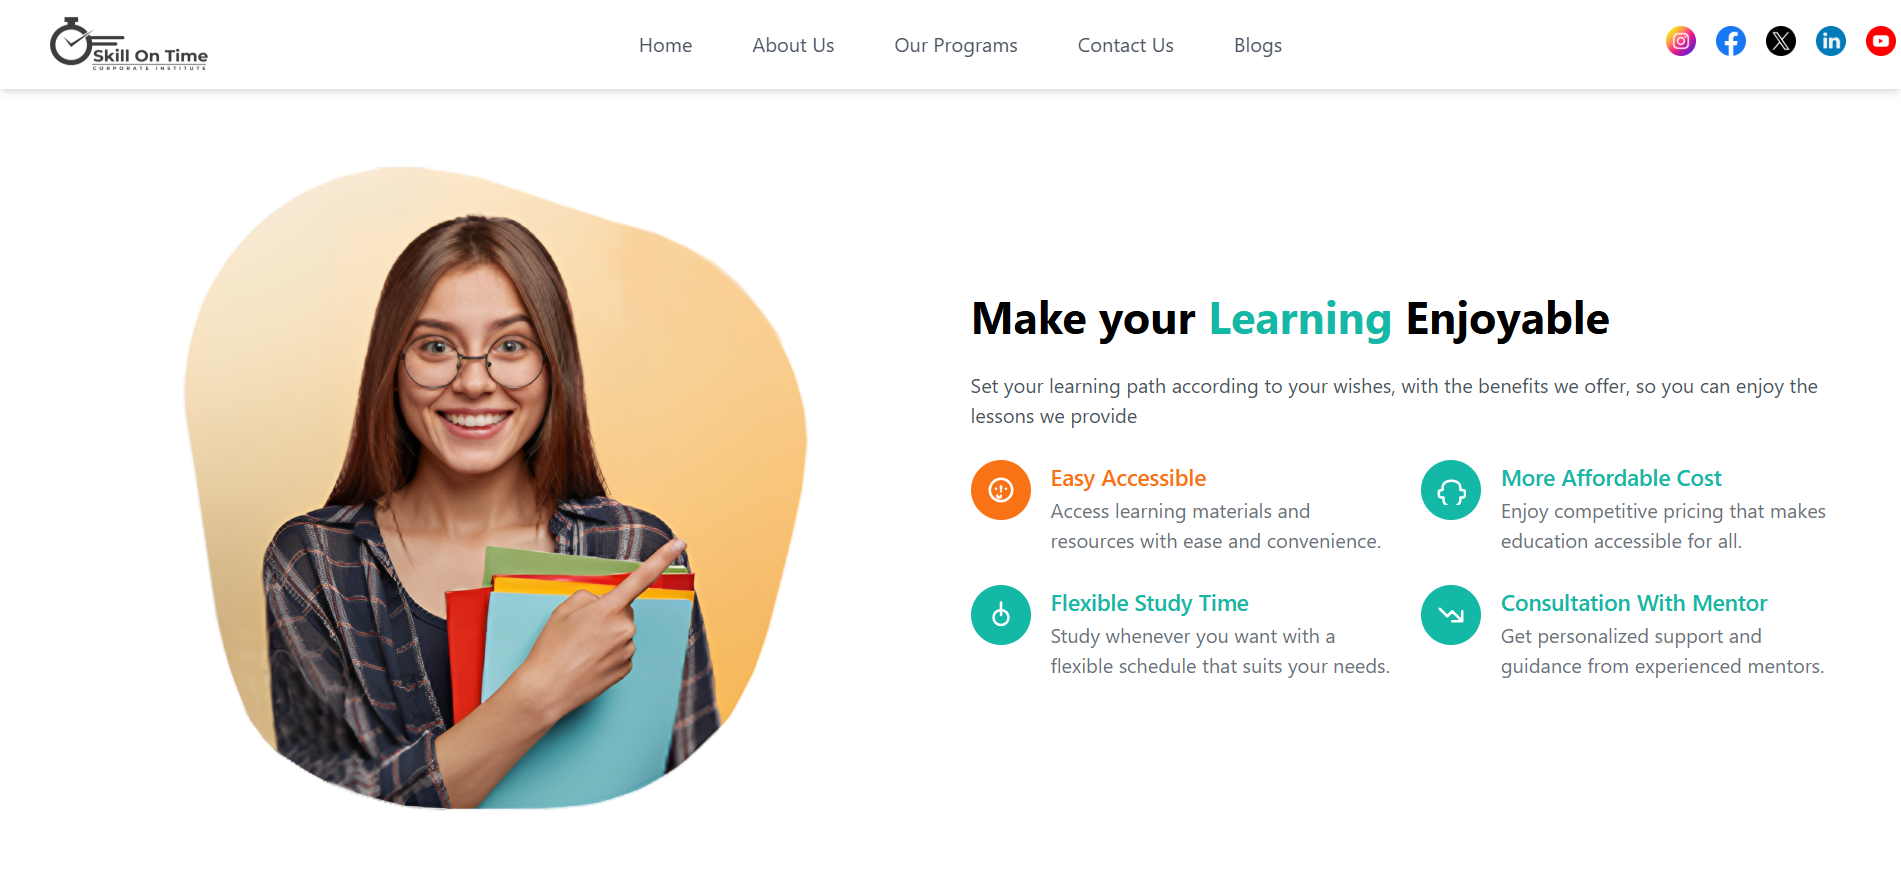 Skill On Time
CORPORATE INSTITUTE
Home
About Us
Our Programs
Contact Us
Blogs
Make your Learning Enjoyable
Set your learning path according to your wishes, with the benefits we offer, so you can enjoy the
lessons we provide
Easy Accessible
Access learning materials and
resources with ease and convenience.
More Affordable Cost
Enjoy competitive pricing that makes
education accessible for all.
Flexible Study Time
Study whenever you want with a
flexible schedule that suits your needs.
Consultation With Mentor
Get personalized support and
guidance from experienced mentors.